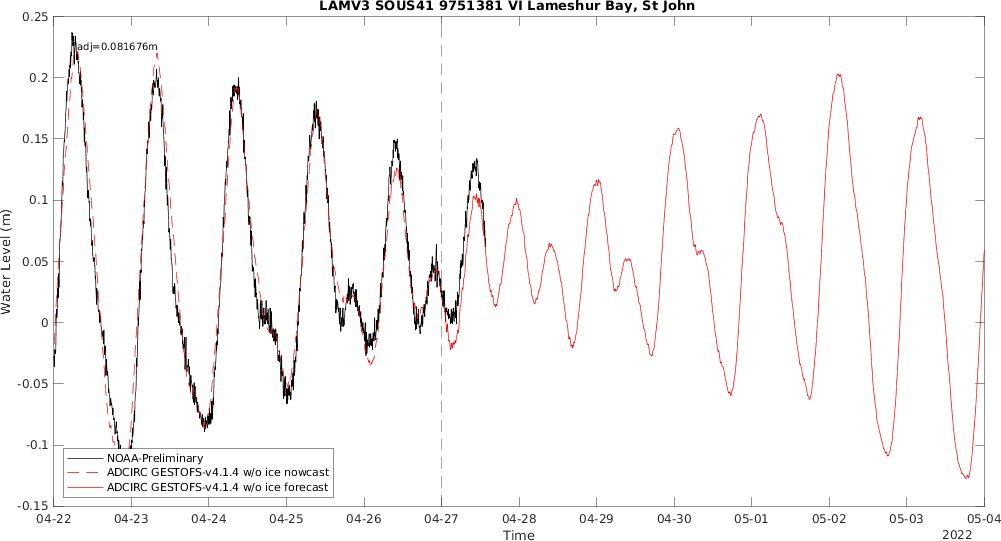 LAMV3 SOUS41 9751381 VI Lameshur Bay, St John
0.25
0.2
0.15
0.1
0.05
0
-0.05
-0.1
-0.15
Water Level (m)
adj=0.081676m
NOAA-Preliminary
ADCIRC GESTOFS-v4.1.4 w/o ice nowcast
ADCIRC GESTOFS-v4.1.4 w/o ice forecast
04-22 04-23 04-24 04-25 04-26 04-27 04-28 04-29 04-30 05-01 05-02 05-03 05-04
Time
2022